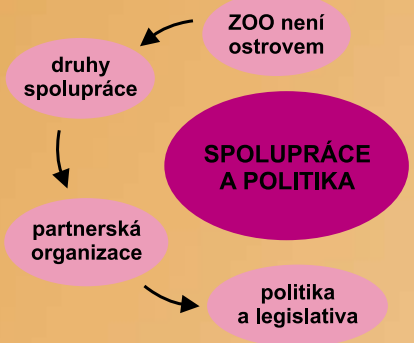 ZOO není
ostrovem
druhy
spolupráce
SPOLUPRÁCE
A POLITIKA
partnerská
organizace
politika
a legislativa